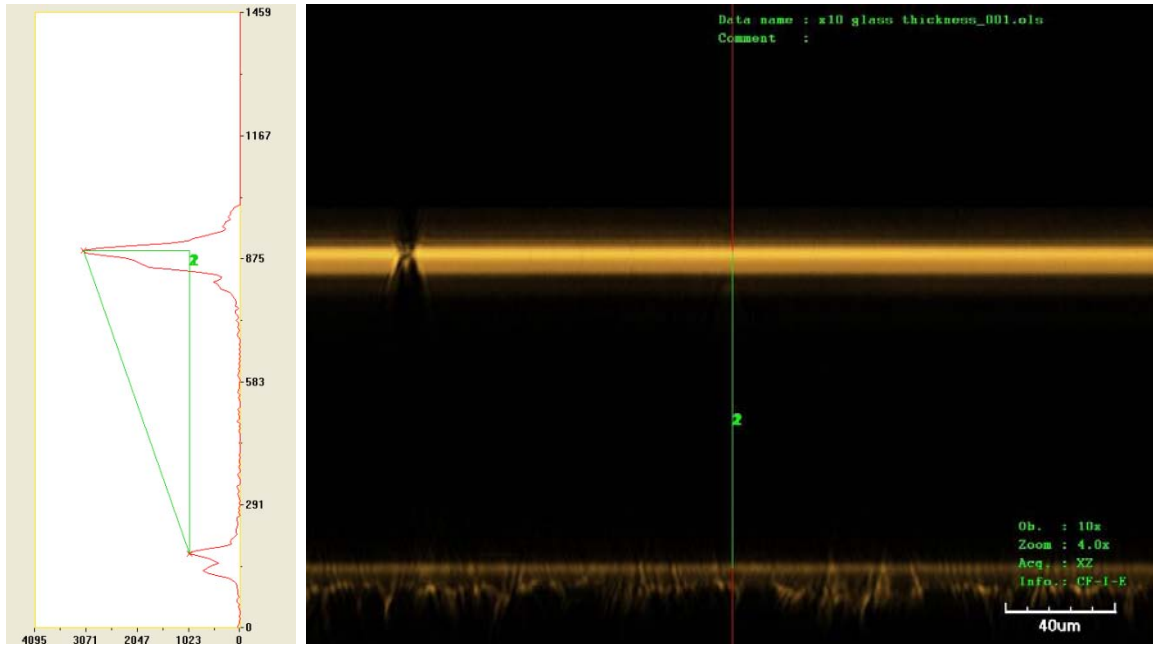 1459
1167
875
2
583
291
0
4095 3071 2047 1023 0
Data name : x10 glass thickness_001.ols
Comment :
2
Ob. : 10x
Zoom : 4.0x
Acq. : XZ
Info.: CF-I-E
40um